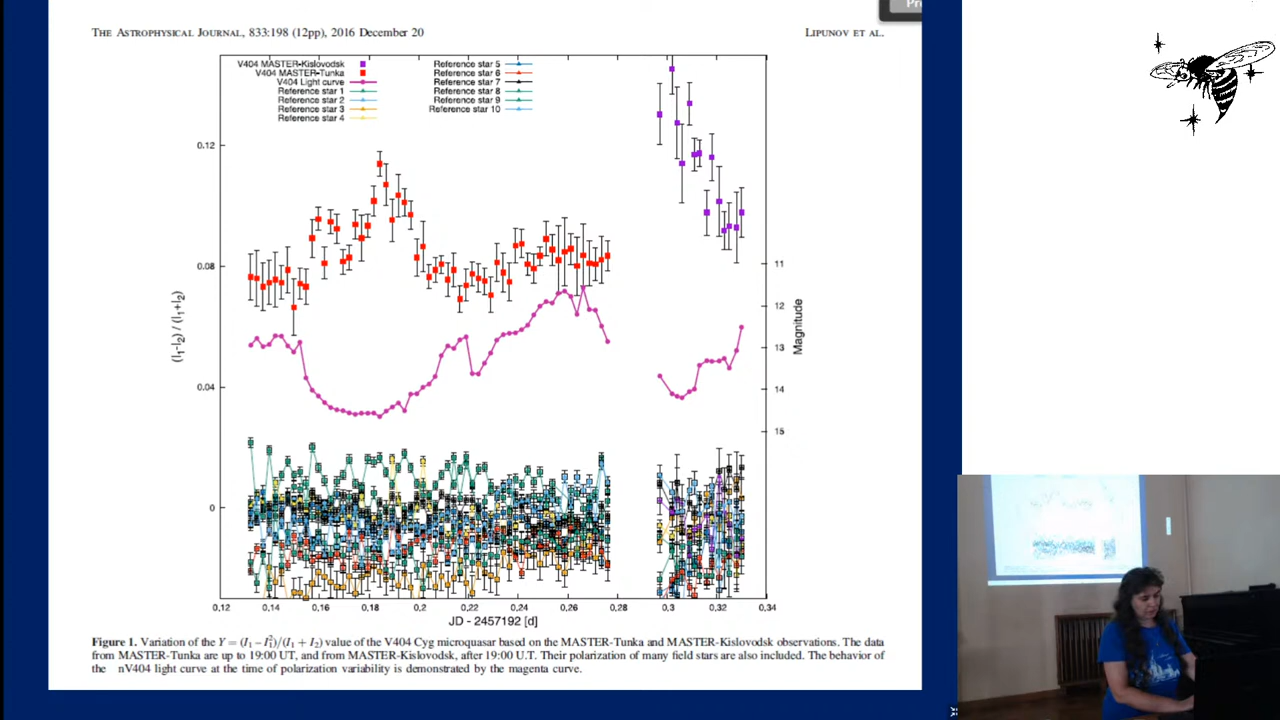 Pr
THE ASTROPHYSICAL JOURNAL, 833:198 (12pp), 2016 December 20
LIPUNOV ET AL.
V404 MASTER-Kislovodsk
V404 MASTER-Tunka
V404 Light curve
Reference star 1
Reference star 2
Reference star 3
Reference star 4
Reference star 5
Reference star 6
Reference star 7
Reference star 8
Reference star 9
Reference star 10
0.12
0.08
0.04
0
(I₁-I₂) / (I₁+I₂)
11
12
13
14
15
Magnitude
0,12 0,14 0,16 0,18 0,2 0,22 0,24 0,26 0,28 0,3 0,32 0,34
JD - 2457192 [d]
Figure 1. Variation of the Y = (I₁ − I₂²)/(I₁ + I₂) value of the V404 Cyg microquasar based on the MASTER-Tunka and MASTER-Kislovodsk observations. The data
from MASTER-Tunka are up to 19:00 UT, and from MASTER-Kislovodsk, after 19:00 U.T. Their polarization of many field stars are also included. The behavior of
the nV404 light curve at the time of polarization variability is demonstrated by the magenta curve.